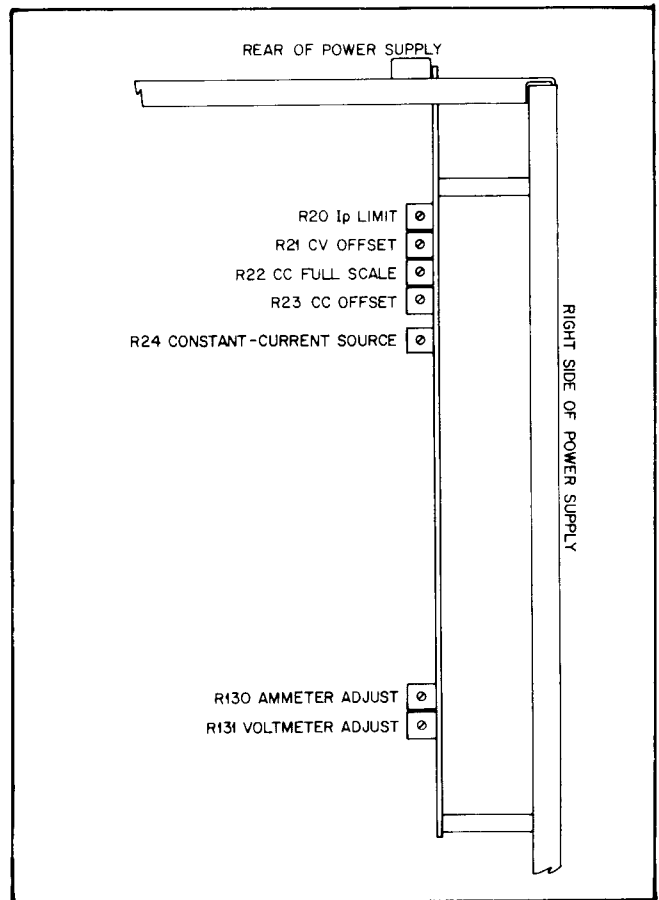 REAR OF POWER SUPPLY
R20 Ip LIMIT
R21 CV OFFSET
R22 CC FULL SCALE
R23 CC OFFSET
R24 CONSTANT-CURRENT SOURCE
RIGHT SIDE OF POWER SUPPLY
R130 AMMETER ADJUST
R131 VOLTMETER ADJUST